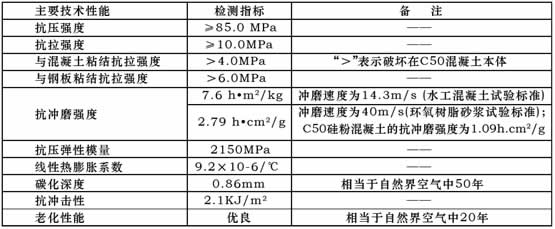 主要技术性能 检测指标 备 注
抗压强度 ≥85.0 MPa ——
抗拉强度 ≥10.0MPa ——
与混凝土粘结抗拉强度 >4.0MPa “>”表示破坏在C50混凝土本体
与钢板粘结抗拉强度 >6.0MPa
抗冲磨强度 7.6 h•m²/kg 冲磨速度为14.3m/s (水工混凝土试验标准)
2.79 h•cm²/g 冲磨速度为40m/s(环氧树脂砂浆试验标准);
C50硅粉混凝土的抗冲磨强度为1.09h.cm²/g
抗压弹性模量 2150MPa ——
线性热膨胀系数 9.2×10-6/℃ ——
碳化深度 0.86mm 相当于自然界空气中50年
抗冲击性 2.1KJ/m² ——
老化性能 优良 相当于自然界空气中20年